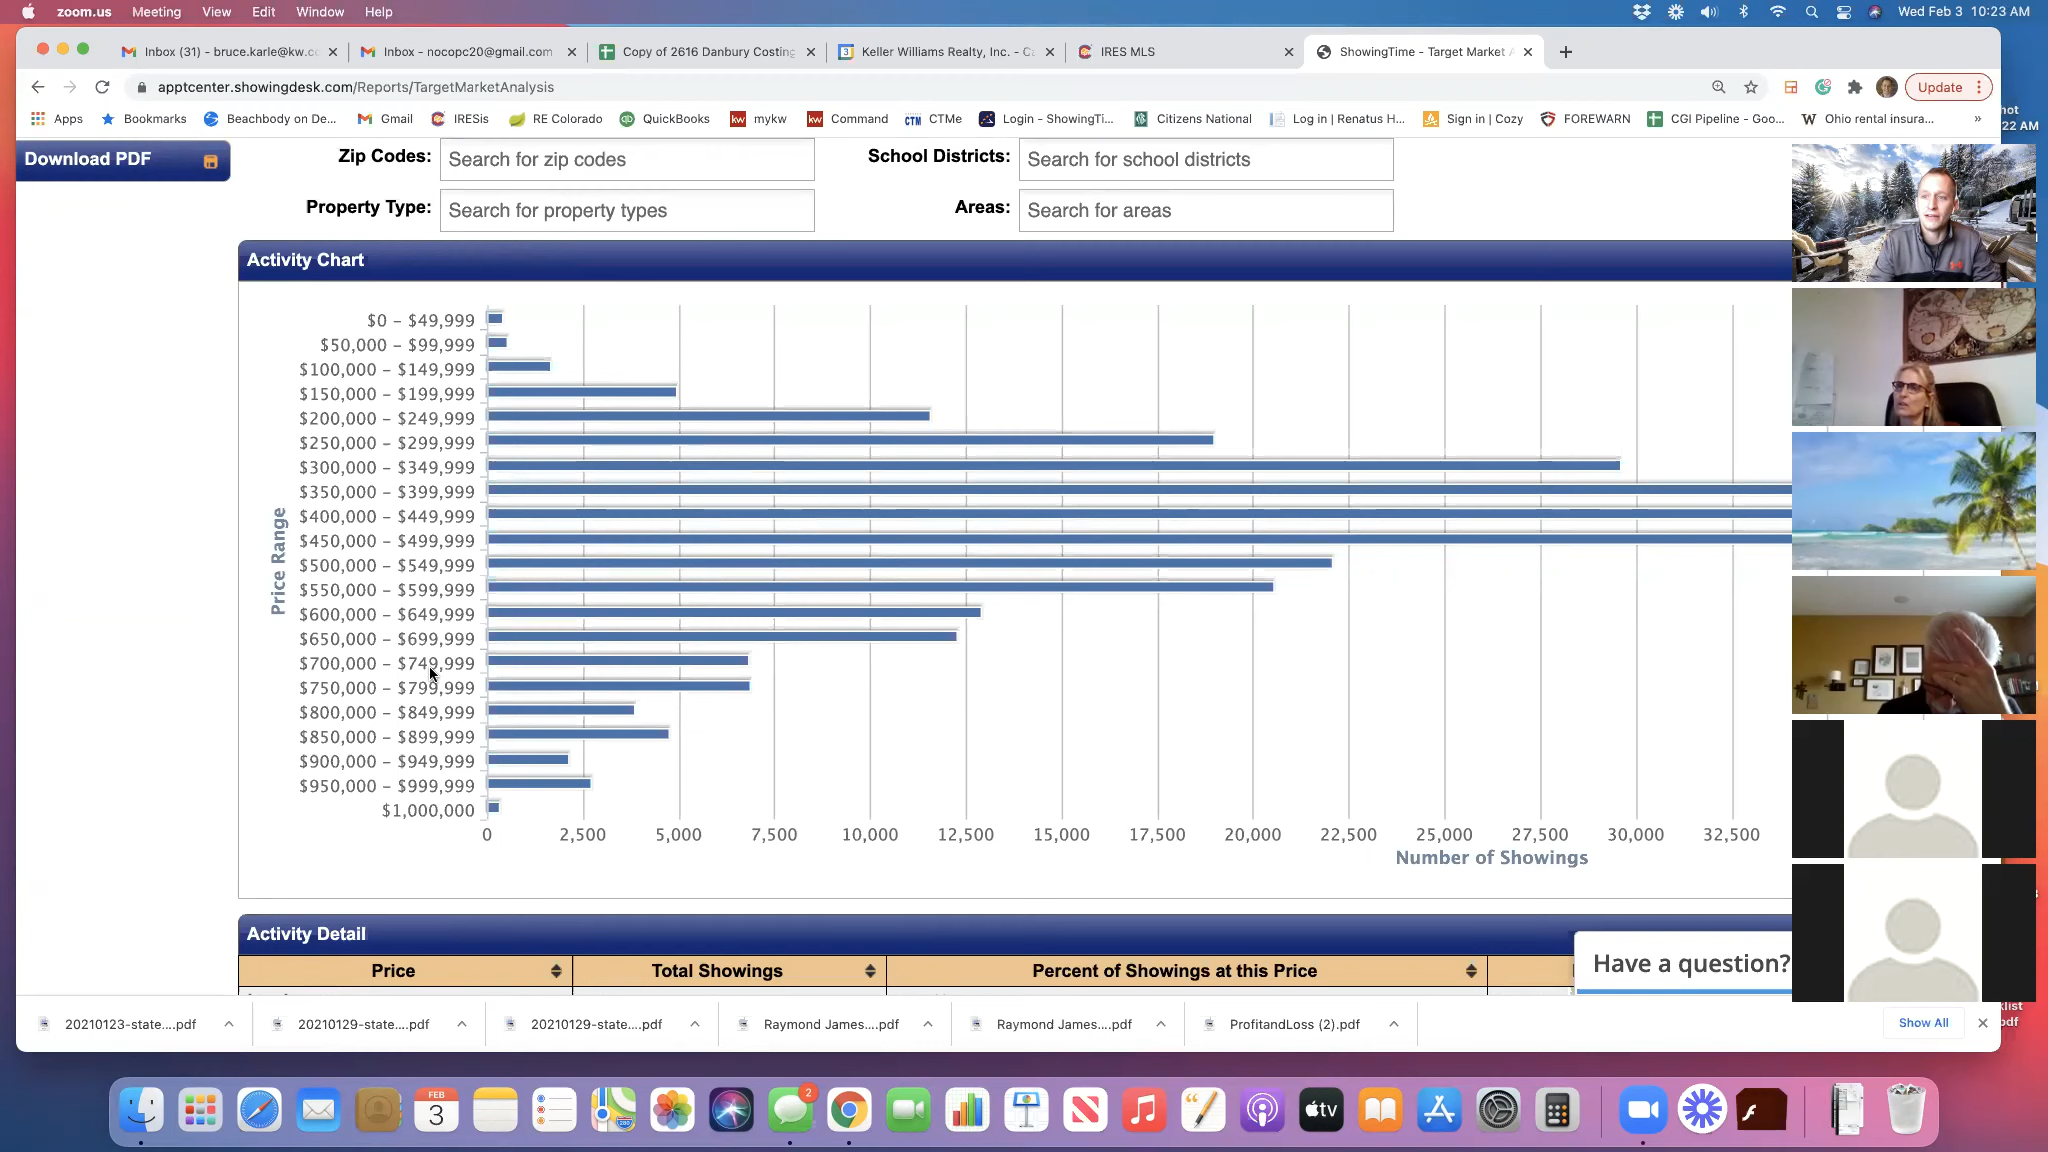 zoom.us Meeting View Edit Window Help
Wed Feb 3 10:23 AM
Inbox (31) - bruce.karle@kw.c
Inbox - nocopc20@gmail.com
Copy of 2616 Danbury Costing
Keller Williams Realty, Inc. - C
IRES MLS
ShowingTime - Target Market A
apptcenter.showingdesk.com/Reports/TargetMarketAnalysis
Update
Apps
Bookmarks
Beachbody on De...
Gmail
IRESis
RE Colorado
QuickBooks
kw mykw
kw Command
CTM CTMe
Login - ShowingTi...
Citizens National
Log in | Renatus H...
Sign in | Cozy
FOREWARN
CGI Pipeline - Goo...
W Ohio rental insura...
»
22 AM
Download PDF
Zip Codes: Search for zip codes
School Districts: Search for school districts
Property Type: Search for property types
Areas: Search for areas
Activity Chart
Price Range
$0 – $49,999
$50,000 – $99,999
$100,000 – $149,999
$150,000 – $199,999
$200,000 – $249,999
$250,000 – $299,999
$300,000 – $349,999
$350,000 – $399,999
$400,000 – $449,999
$450,000 – $499,999
$500,000 – $549,999
$550,000 – $599,999
$600,000 – $649,999
$650,000 – $699,999
$700,000 – $749,999
$750,000 – $799,999
$800,000 – $849,999
$850,000 – $899,999
$900,000 – $949,999
$950,000 – $999,999
$1,000,000
0 2,500 5,000 7,500 10,000 12,500 15,000 17,500 20,000 22,500 25,000 27,500 30,000 32,500
Number of Showings
Activity Detail
Price Total Showings Percent of Showings at this Price
Have a question?
20210123-state....pdf
20210129-state....pdf
20210129-state....pdf
Raymond James....pdf
Raymond James....pdf
ProfitandLoss (2).pdf
Show All
FEB
3
2
tv